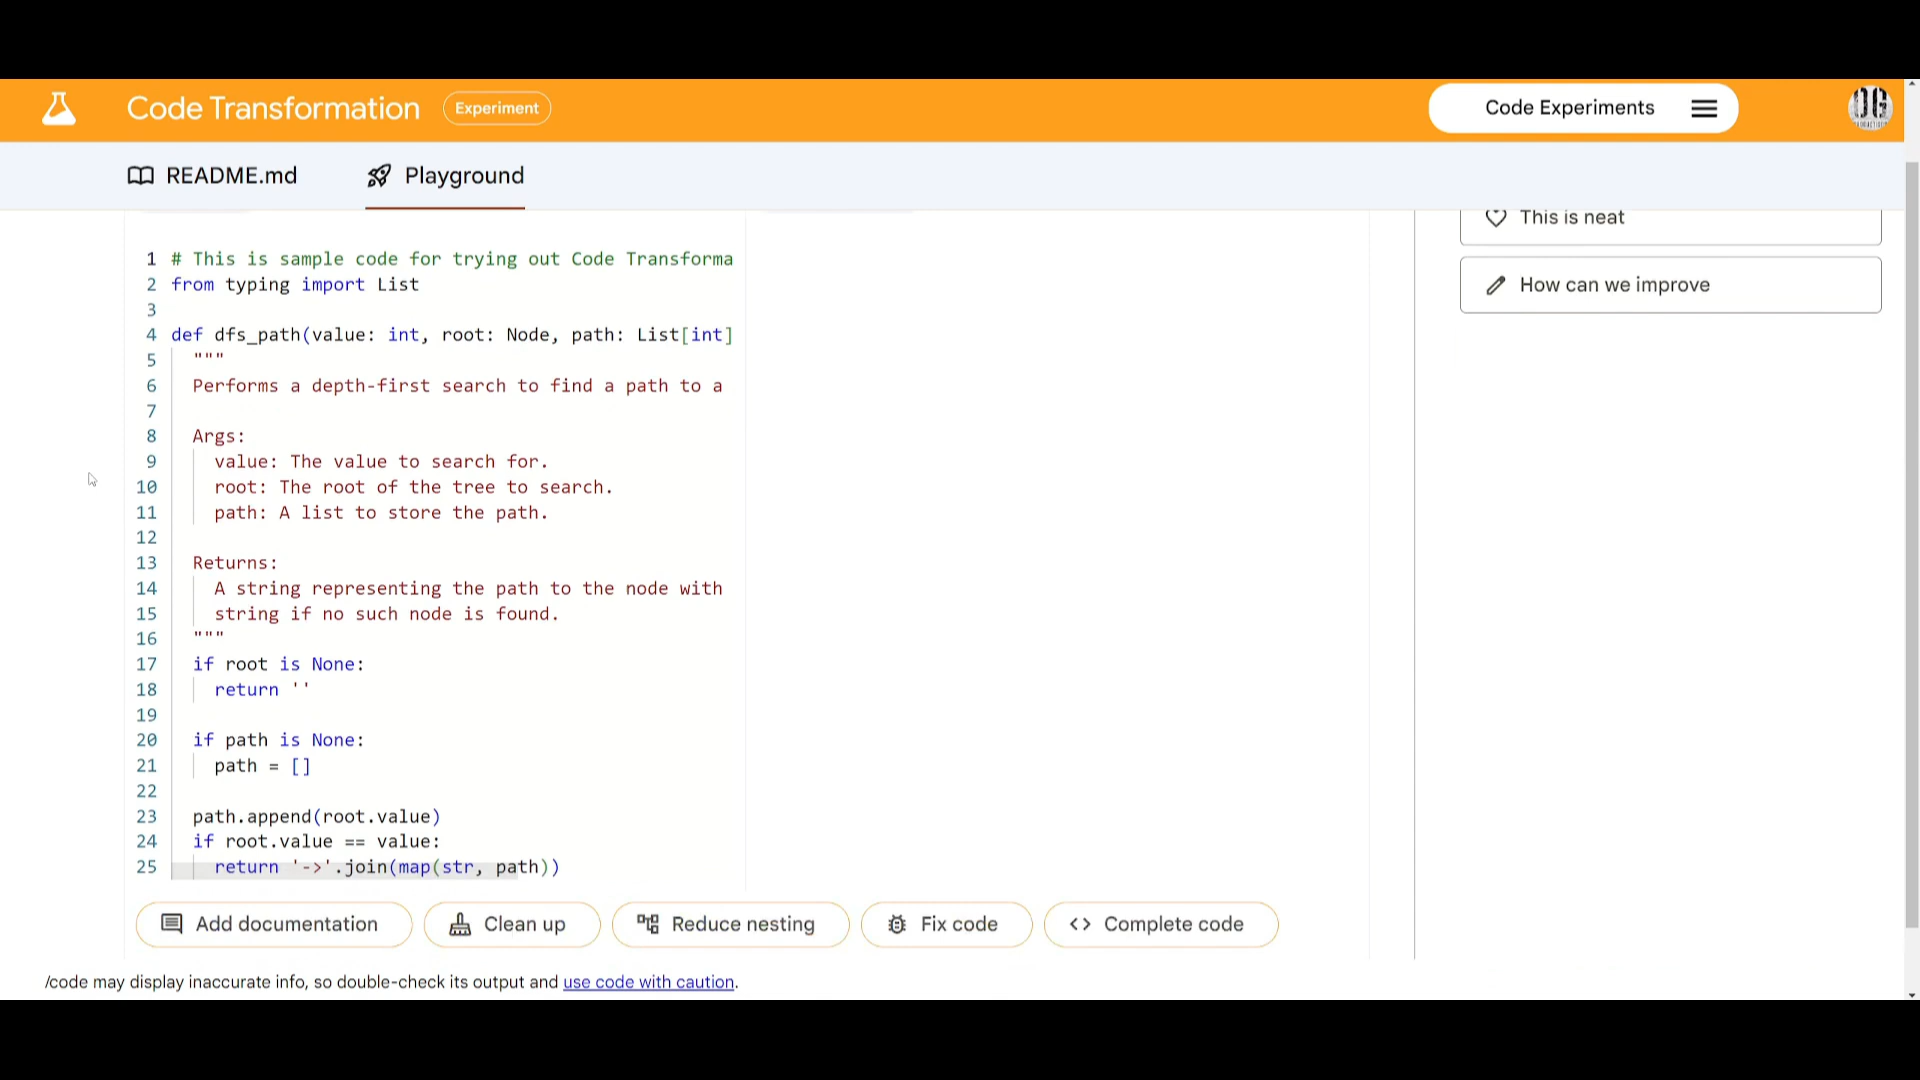 Code Transformation Experiment
Code Experiments
README.md Playground
This is neat
How can we improve
1 # This is sample code for trying out Code Transforma
2 from typing import List
3
4 def dfs_path(value: int, root: Node, path: List[int]
5 """
6 Performs a depth-first search to find a path to a
7
8 Args:
9 value: The value to search for.
10 root: The root of the tree to search.
11 path: A list to store the path.
12
13 Returns:
14 A string representing the path to the node with
15 string if no such node is found.
16 """
17 if root is None:
18 return ''
19
20 if path is None:
21 path = []
22
23 path.append(root.value)
24 if root.value == value:
25 return '->'.join(map(str, path))
Add documentation Clean up Reduce nesting Fix code Complete code
/code may display inaccurate info, so double-check its output and use code with caution.